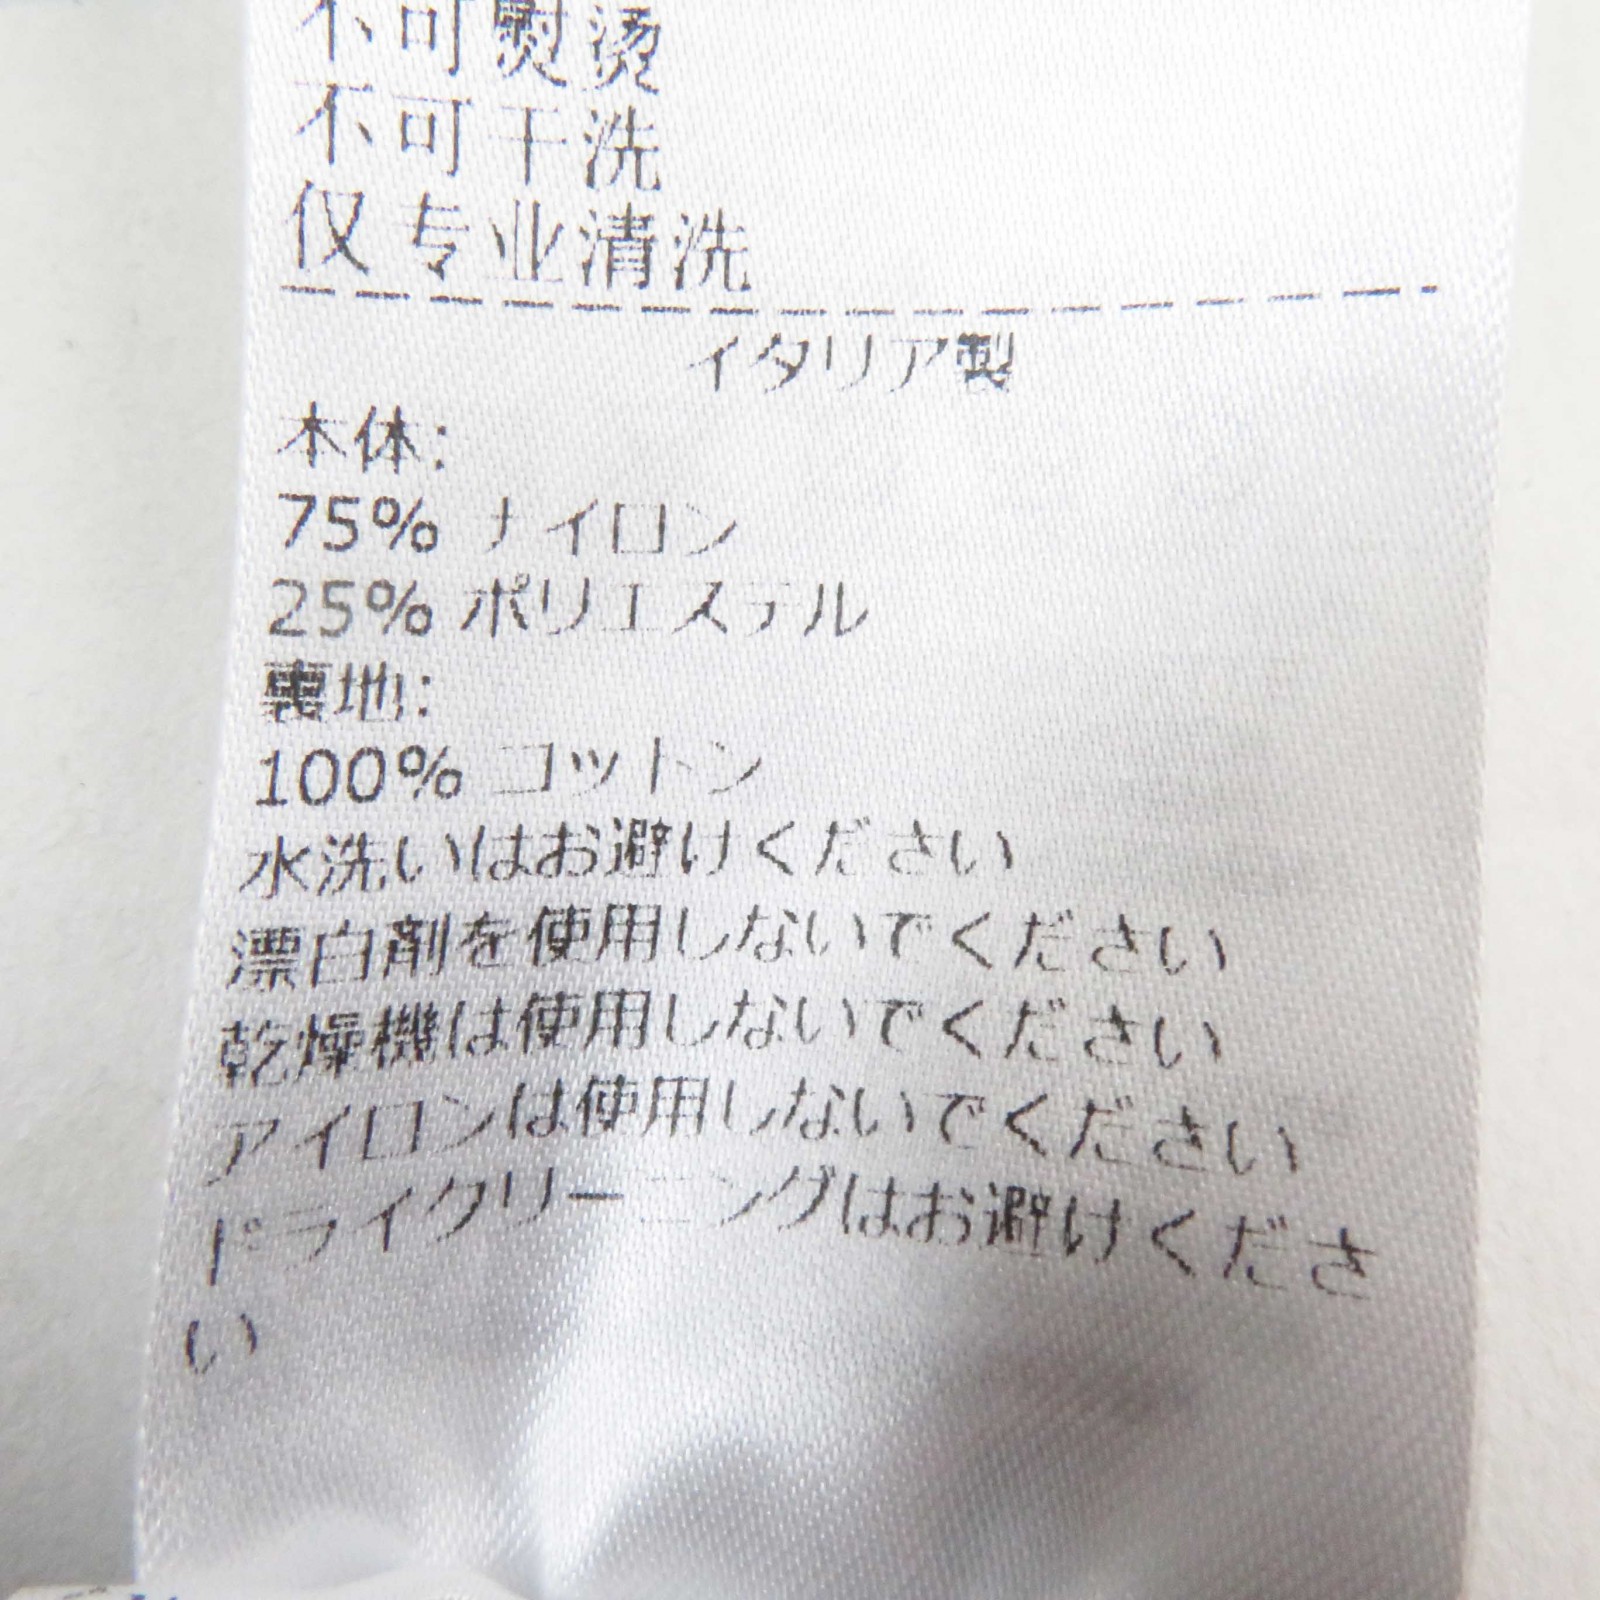 不可熨烫
不可干洗
仅专业清洗
イタリア製
本体:
75% ナイロン
25% ポリエステル
裏地:
100% コットン
水洗いはお避けください
漂白剤を使用しないでください
乾燥機は使用しないでください
アイロンは使用しないでください
ドライクリーニングはお避けくださ
い